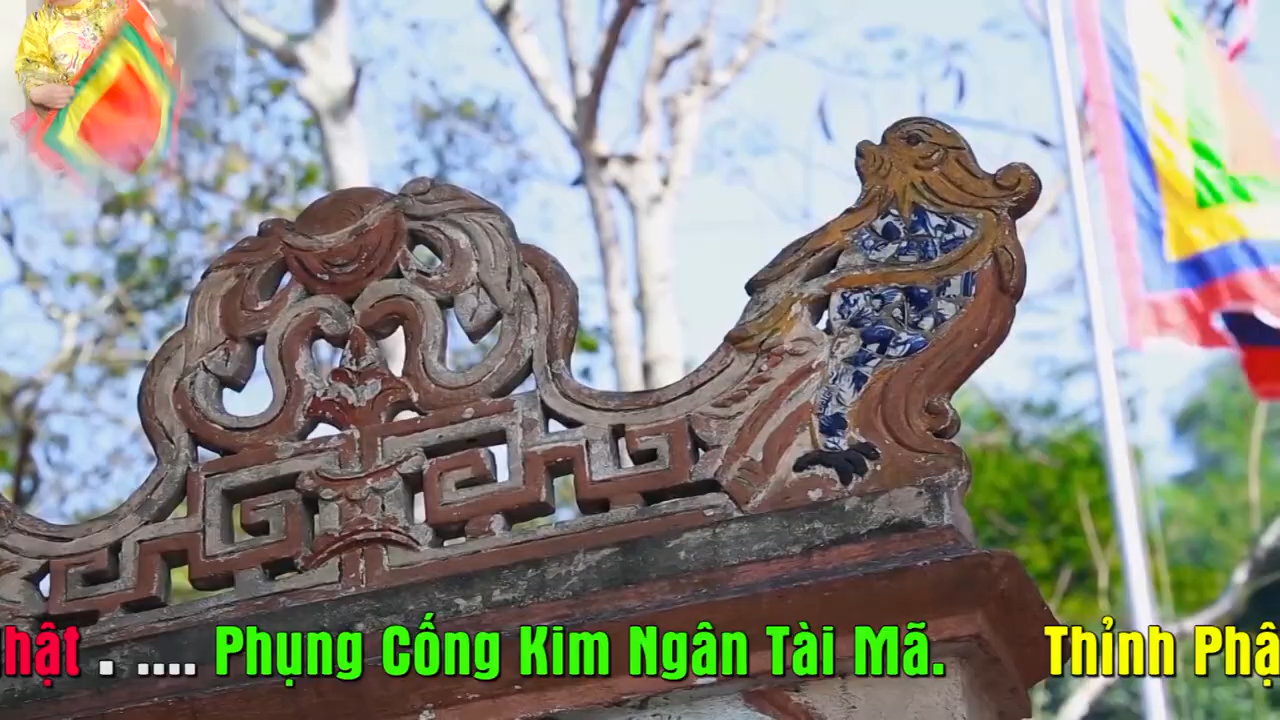 hật . .... Phụng Cống Kim Ngân Tài Mã. Thỉnh Phậ